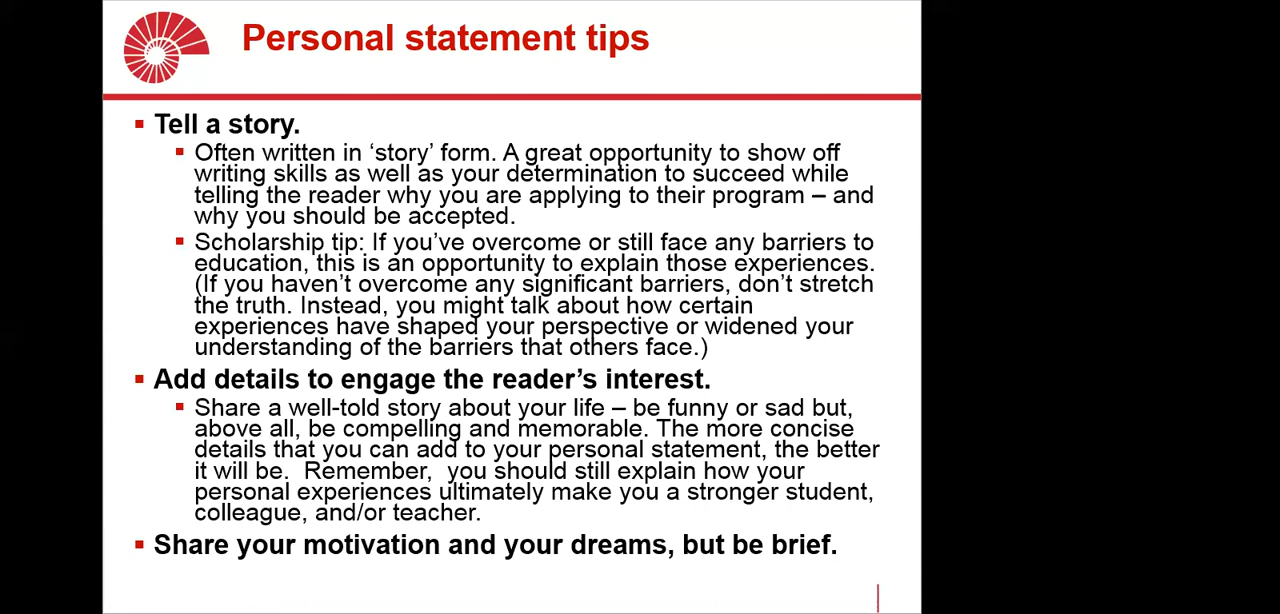 Personal statement tips
Tell a story.
Often written in ‘story’ form. A great opportunity to show off
writing skills as well as your determination to succeed while
telling the reader why you are applying to their program – and
why you should be accepted.
Scholarship tip: If you’ve overcome or still face any barriers to
education, this is an opportunity to explain those experiences.
(If you haven’t overcome any significant barriers, don’t stretch
the truth. Instead, you might talk about how certain
experiences have shaped your perspective or widened your
understanding of the barriers that others face.)
Add details to engage the reader’s interest.
Share a well-told story about your life – be funny or sad but,
above all, be compelling and memorable. The more concise
details that you can add to your personal statement, the better
it will be.  Remember,  you should still explain how your
personal experiences ultimately make you a stronger student,
colleague, and/or teacher.
Share your motivation and your dreams, but be brief.